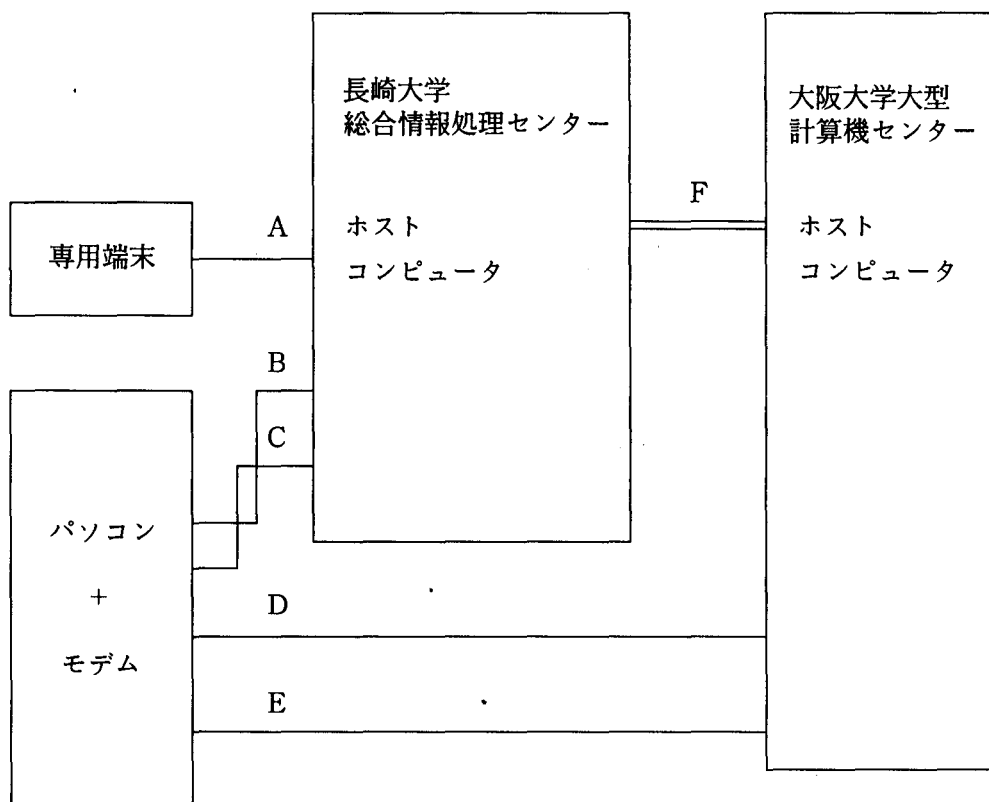 長崎大学
総合情報処理センター
ホスト
コンピュータ
大阪大学大型
計算機センター
ホスト
コンピュータ
専用端末
パソコン
+
モデム
A
B
C
D
E
F